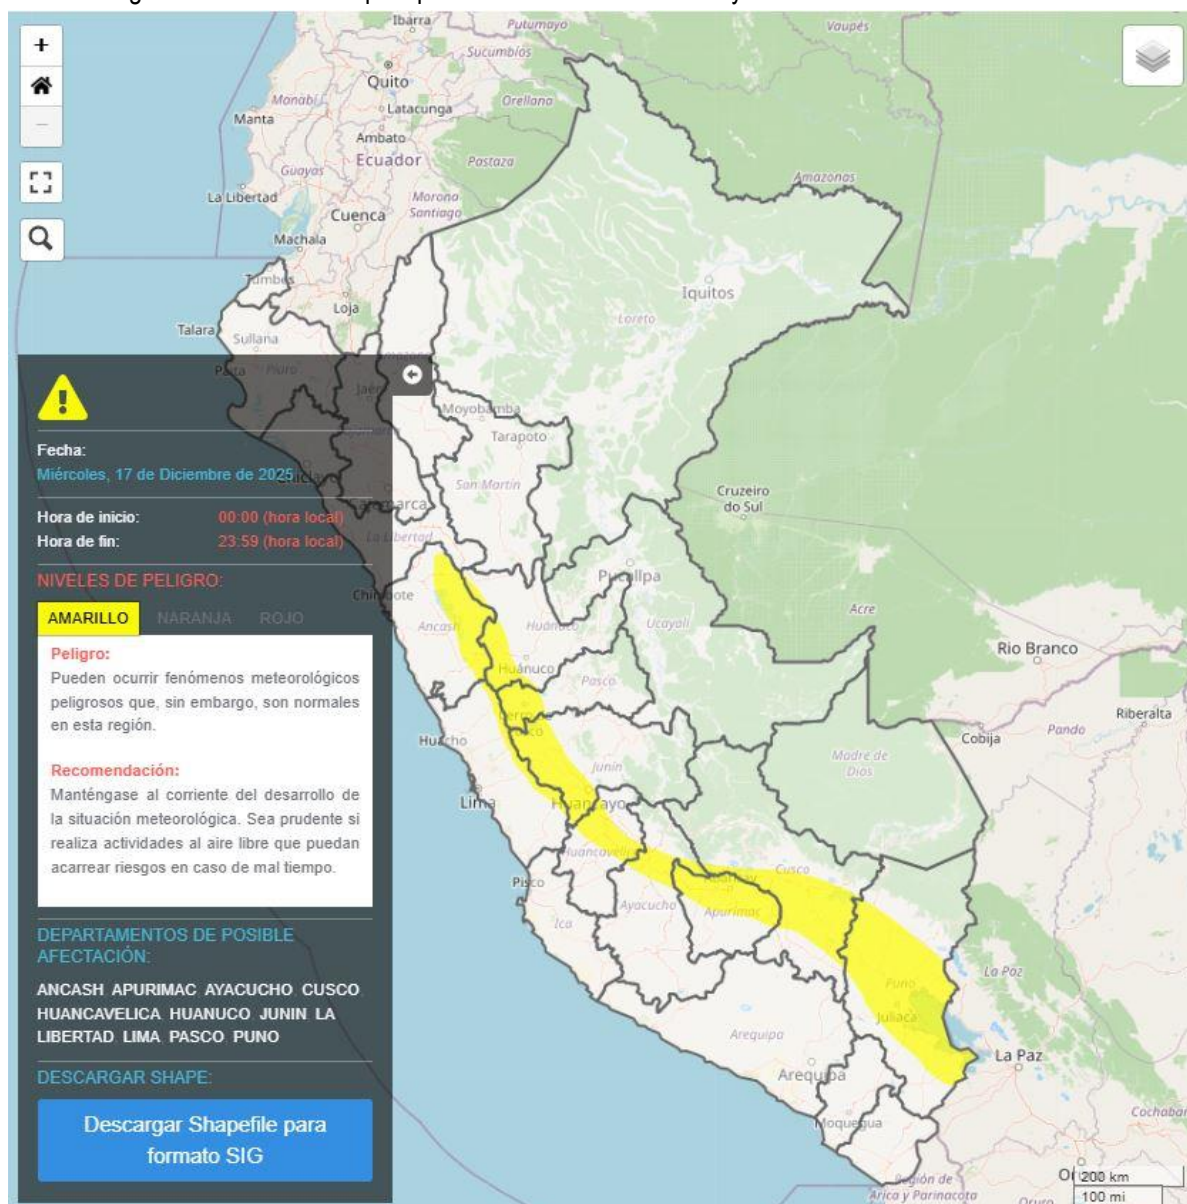 Ibarra
Putumayo
Vaupés
+
Sucumbíos
Quito
Orellana
Manabí
Latacunga
Manta
Ambato
Ecuador
Pastaza
Guayas
Amazonas
La Libertad
Morona
Santiago
Cuenca
Machala
Tumbes
Iquitos
Loja
Loreto
Talara
Sullana
Paita
Piura
Jaén
Moyobamba
Tarapoto
Fecha:
Miércoles, 17 de Diciembre de 2025
San Martín
Cruzeiro
do Sul
Hora de inicio: 00:00 (hora local)
Hora de fin: 23:59 (hora local)
La Libertad
NIVELES DE PELIGRO:
Pucallpa
Chimbote
AMARILLO NARANJA ROJO
Ancash
Huánuco
Ucayali
Acre
Rio Branco
Peligro:
Pueden ocurrir fenómenos meteorológicos
peligrosos que, sin embargo, son normales
en esta región.
Huánuco
Pasco
Riberalta
Cobija
Pando
Huacho
Madre de
Dios
Junín
Recomendación:
Manténgase al corriente del desarrollo de
la situación meteorológica. Sea prudente si
realiza actividades al aire libre que puedan
acarrear riesgos en caso de mal tiempo.
Lima
Huancayo
Huancavelica
Cusco
Abancay
Pisco
Ayacucho
Apurímac
Ica
DEPARTAMENTOS DE POSIBLE
AFECTACIÓN:
ANCASH APURIMAC AYACUCHO CUSCO
HUANCAVELICA HUANUCO JUNIN LA
LIBERTAD LIMA PASCO PUNO
La Paz
Puno
Juliaca
Arequipa
La Paz
DESCARGAR SHAPE:
Arequipa
Descargar Shapefile para
formato SIG
Cochabam
Moquegua
200 km
100 mi
Región de
Arica y Parinacota
Oruro